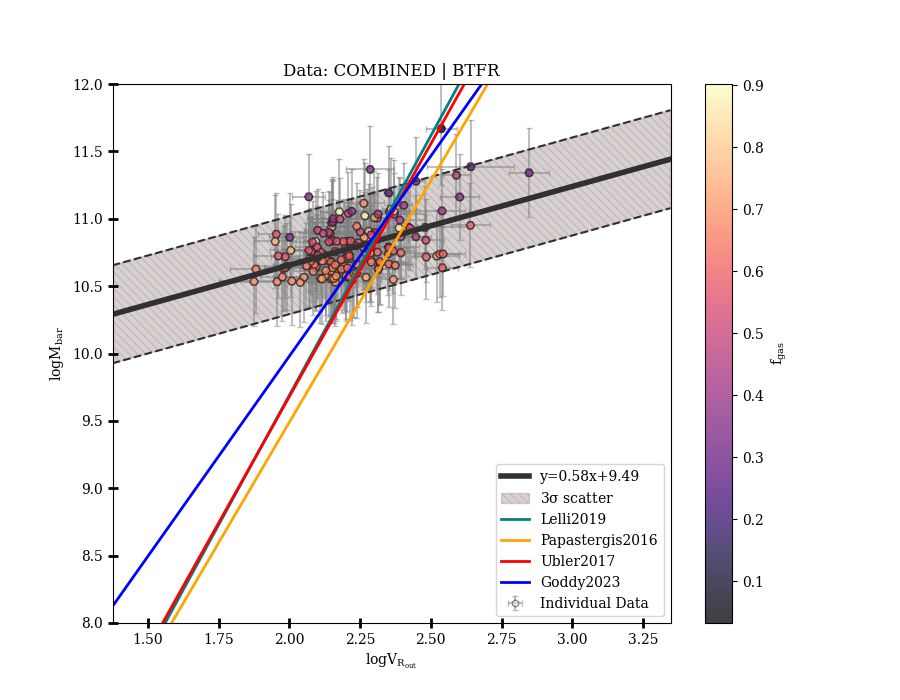 Data: COMBINED | BTFR
12.0
11.5
11.0
10.5
10.0
9.5
9.0
8.5
8.0
logM_bar
1.50
1.75
2.00
2.25
2.50
2.75
3.00
3.25
logV_R_out
y=0.58x+9.49
3σ scatter
Lelli2019
Papastergis2016
Ubler2017
Goddy2023
Individual Data
0.9
0.8
0.7
0.6
0.5
0.4
0.3
0.2
0.1
f_gas